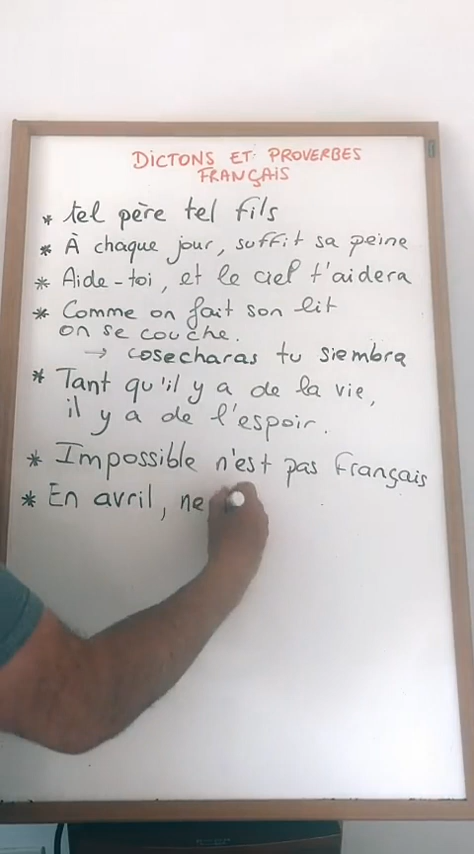 DICTONS ET PROVERBES
FRANÇAIS
* tel père tel fils
* À chaque jour, suffit sa peine
* Aide-toi, et le ciel t'aidera
* Comme on fait son lit
on se couche.
→ cosecharas tu siembra
* Tant qu'il y a de la vie,
il y a de l'espoir.
* Impossible n'est pas français
* En avril, ne